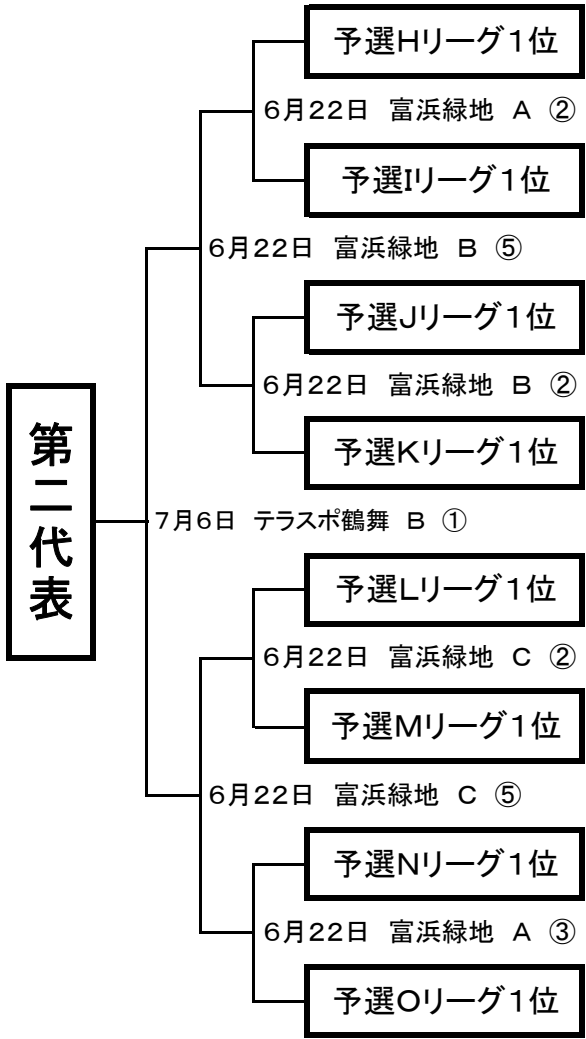 予選Hリーグ1位
6月22日 富浜緑地 A ②
予選Iリーグ1位
6月22日 富浜緑地 B ⑤
予選Jリーグ1位
6月22日 富浜緑地 B ②
予選Kリーグ1位
第二代表
7月6日 テラスポ鶴舞 B ①
予選Lリーグ1位
6月22日 富浜緑地 C ②
予選Mリーグ1位
6月22日 富浜緑地 C ⑤
予選Nリーグ1位
6月22日 富浜緑地 A ③
予選Oリーグ1位